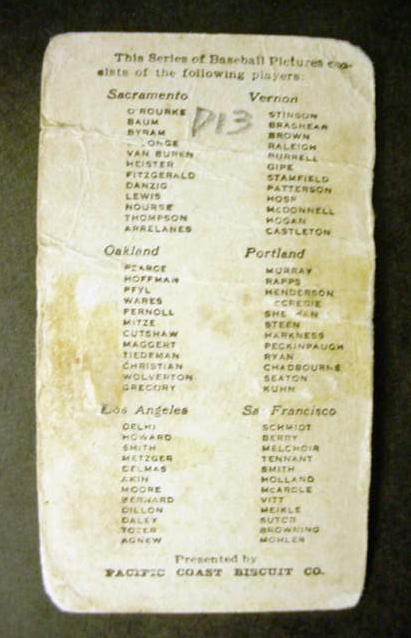 This Series of Baseball Pictures con-
sists of the following players:
Sacramento
O'ROURKE
BAUM
BYRAM
VAN BUREN
HEISTER
FITZGERALD
DANZIG
LEWIS
NOURSE
THOMPSON
ARRELANES
D13
Vernon
STINSON
BRASHEAR
BROWN
RALEIGH
BURRELL
GIPE
STAMFIELD
PATTERSON
HOSP
McDONNELL
HOGAN
CASTLETON
Oakland
PEARCE
HOFFMAN
PFYL
WARES
FERNOLL
MITZE
CUTSHAW
MAGGERT
TIEDEMAN
CHRISTIAN
WOLVERTON
GREGORY
Portland
MURRAY
RAPPS
HENDERSON
STEEN
HARKNESS
PECKINPAUGH
RYAN
CHADBOURNE
SEATON
KUHN
Los Angeles
DELHI
HOWARD
SMITH
METZGER
DELMAS
AKIN
MOORE
BERNARD
DILLON
DALEY
TOZER
AGNEW
Francisco
SCHMIDT
BERRY
MELCHOIR
TENNANT
SMITH
HOLLAND
McARDLE
VITT
MEIKLE
SUTOR
BROWNING
MOHLER
Presented by
PACIFIC COAST BISCUIT CO.